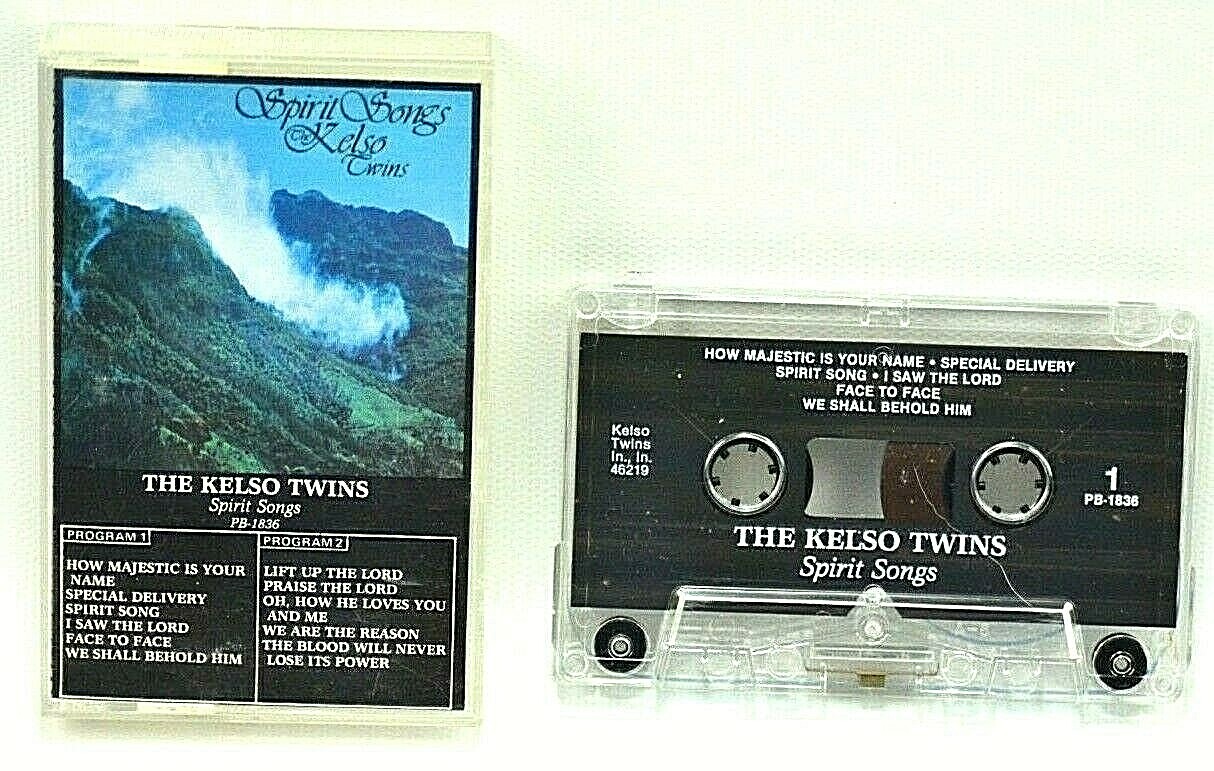 Spirit Songs
The Kelso
Twins
THE KELSO TWINS
Spirit Songs
PB-1836
PROGRAM 1
HOW MAJESTIC IS YOUR
NAME
SPECIAL DELIVERY
SPIRIT SONG
I SAW THE LORD
FACE TO FACE
WE SHALL BEHOLD HIM
PROGRAM 2
LIFT UP THE LORD
PRAISE THE LORD
OH, HOW HE LOVES YOU
AND ME
WE ARE THE REASON
THE BLOOD WILL NEVER
LOSE ITS POWER
HOW MAJESTIC IS YOUR NAME • SPECIAL DELIVERY
SPIRIT SONG • I SAW THE LORD
FACE TO FACE
WE SHALL BEHOLD HIM
Kelso
Twins
In., In.
46219
1
PB-1836
THE KELSO TWINS
Spirit Songs